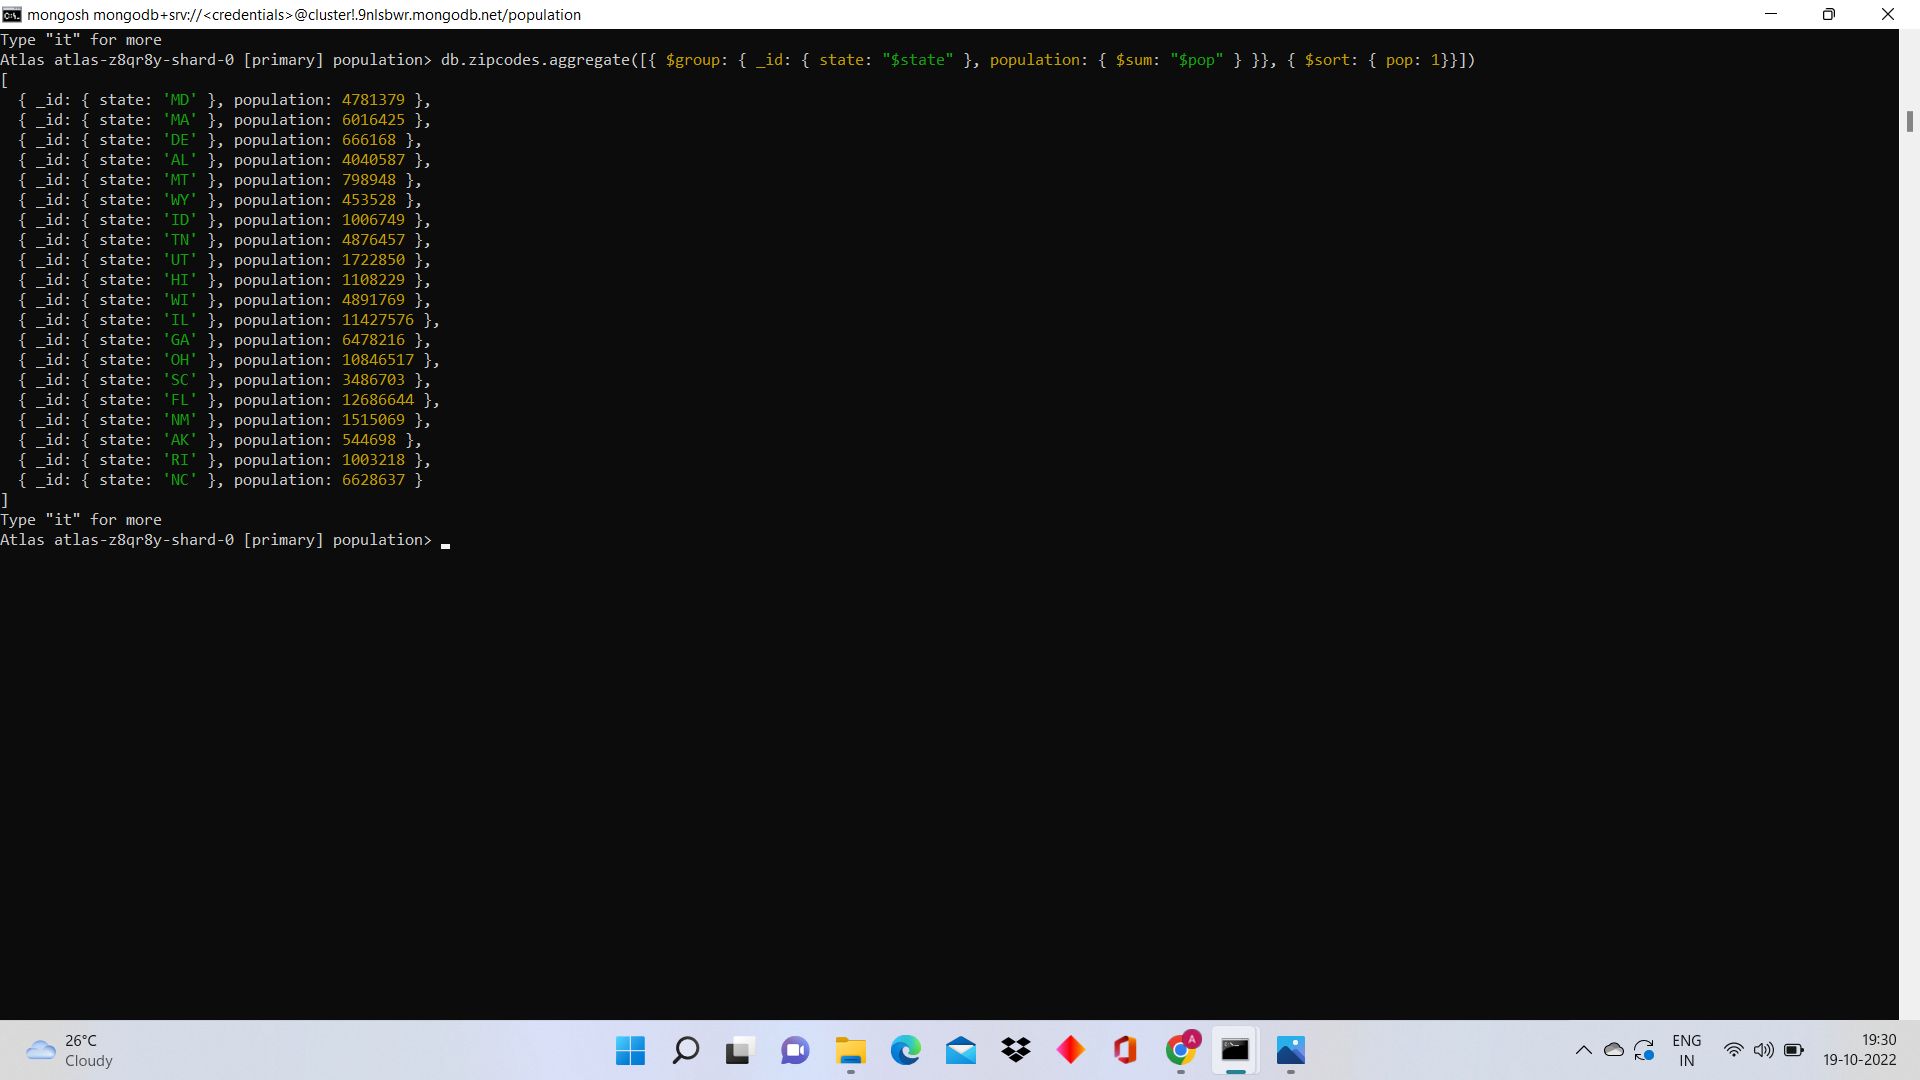 mongosh mongodb+srv://<credentials>@cluster!.9nlsbwr.mongodb.net/population
Type "it" for more
Atlas atlas-z8qr8y-shard-0 [primary] population> db.zipcodes.aggregate([{ $group: { _id: { state: "$state" }, population: { $sum: "$pop" } }}, { $sort: { pop: 1}}])
[
  { _id: { state: 'MD' }, population: 4781379 },
  { _id: { state: 'MA' }, population: 6016425 },
  { _id: { state: 'DE' }, population: 666168 },
  { _id: { state: 'AL' }, population: 4040587 },
  { _id: { state: 'MT' }, population: 798948 },
  { _id: { state: 'WY' }, population: 453528 },
  { _id: { state: 'ID' }, population: 1006749 },
  { _id: { state: 'TN' }, population: 4876457 },
  { _id: { state: 'UT' }, population: 1722850 },
  { _id: { state: 'HI' }, population: 1108229 },
  { _id: { state: 'WI' }, population: 4891769 },
  { _id: { state: 'IL' }, population: 11427576 },
  { _id: { state: 'GA' }, population: 6478216 },
  { _id: { state: 'OH' }, population: 10846517 },
  { _id: { state: 'SC' }, population: 3486703 },
  { _id: { state: 'FL' }, population: 12686644 },
  { _id: { state: 'NM' }, population: 1515069 },
  { _id: { state: 'AK' }, population: 544698 },
  { _id: { state: 'RI' }, population: 1003218 },
  { _id: { state: 'NC' }, population: 6628637 }
]
Type "it" for more
Atlas atlas-z8qr8y-shard-0 [primary] population>
26°C
Cloudy
A
ENG
IN
19:30
19-10-2022